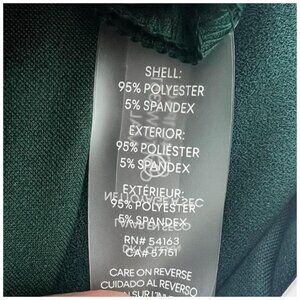 SHELL:
95% POLYESTER
5% SPANDEX
EXTERIOR:
95% POLIÉSTER
5% SPANDEX
EXTÉRIEUR:
95% POLYESTER
5% SPANDEX
RN# 54163
CA# 57151
CARE ON REVERSE
CUIDADO AL REVERSO